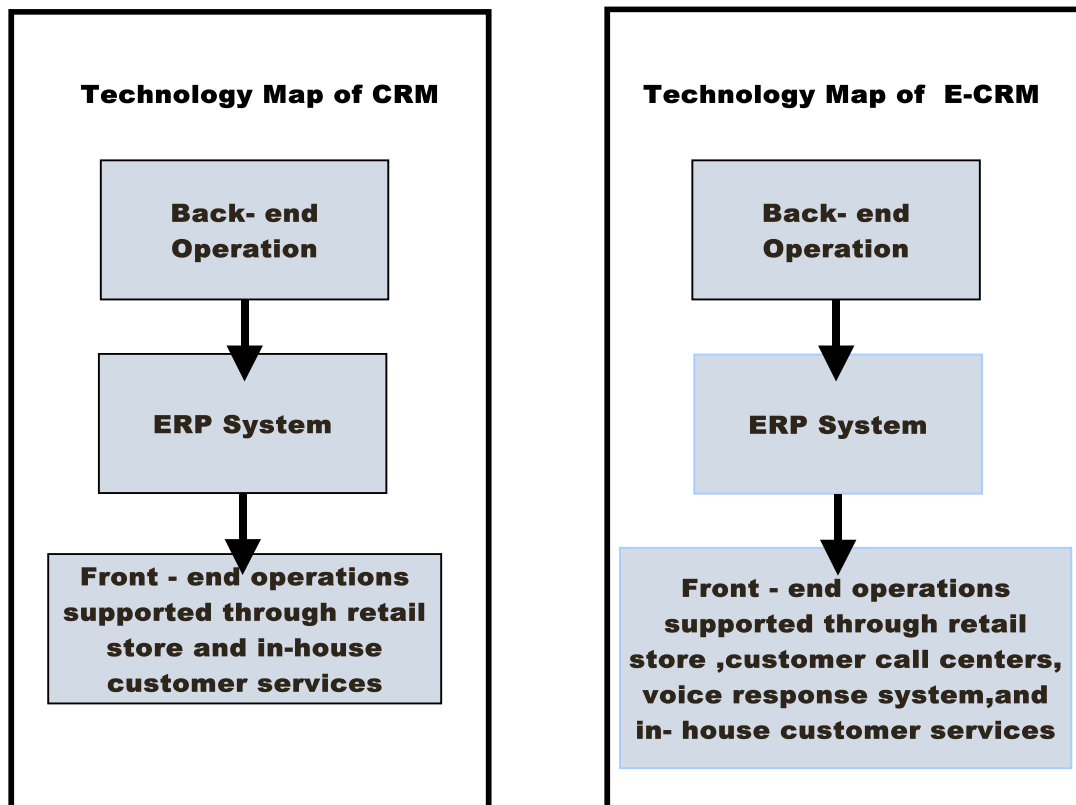 Technology Map of CRM
Back- end
Operation
ERP System
Front - end operations
supported through retail
store and in-house
customer services
Technology Map of  E-CRM
Back- end
Operation
ERP System
Front - end operations
supported through retail
store ,customer call centers,
voice response system,and
in- house customer services